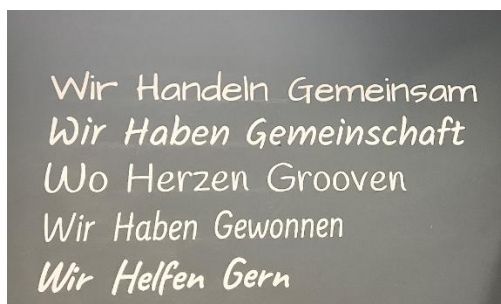 Wir Handeln Gemeinsam
Wir Haben Gemeinschaft
Wo Herzen Grooven
Wir Haben Gewonnen
Wir Helfen Gern